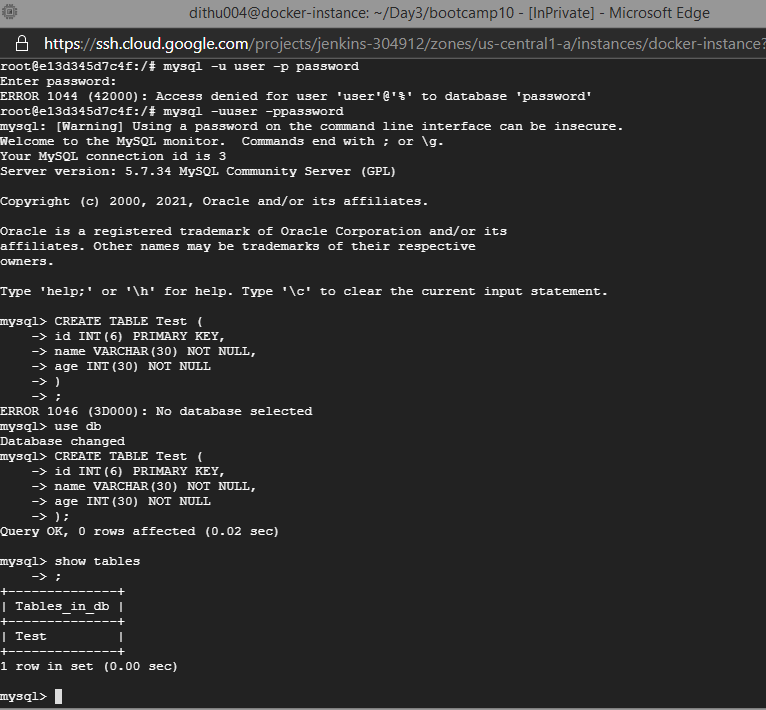 dithu004@docker-instance: ~/Day3/bootcamp10 - [InPrivate] - Microsoft Edge
https://ssh.cloud.google.com/projects/jenkins-304912/zones/us-central1-a/instances/docker-instance?
root@e13d345d7c4f:/# mysql -u user -p password
Enter password:
ERROR 1044 (42000): Access denied for user 'user'@'%' to database 'password'
root@e13d345d7c4f:/# mysql -uuser -ppassword
mysql: [Warning] Using a password on the command line interface can be insecure.
Welcome to the MySQL monitor.  Commands end with ; or \g.
Your MySQL connection id is 3
Server version: 5.7.34 MySQL Community Server (GPL)

Copyright (c) 2000, 2021, Oracle and/or its affiliates.

Oracle is a registered trademark of Oracle Corporation and/or its
affiliates. Other names may be trademarks of their respective
owners.

Type 'help;' or '\h' for help. Type '\c' to clear the current input statement.

mysql> CREATE TABLE Test (
    -> id INT(6) PRIMARY KEY,
    -> name VARCHAR(30) NOT NULL,
    -> age INT(30) NOT NULL
    -> )
    -> ;
ERROR 1046 (3D000): No database selected
mysql> use db
Database changed
mysql> CREATE TABLE Test (
    -> id INT(6) PRIMARY KEY,
    -> name VARCHAR(30) NOT NULL,
    -> age INT(30) NOT NULL
    -> );
Query OK, 0 rows affected (0.02 sec)

mysql> show tables
    -> ;
+--------------+
| Tables_in_db |
+--------------+
| Test         |
+--------------+
1 row in set (0.00 sec)

mysql>